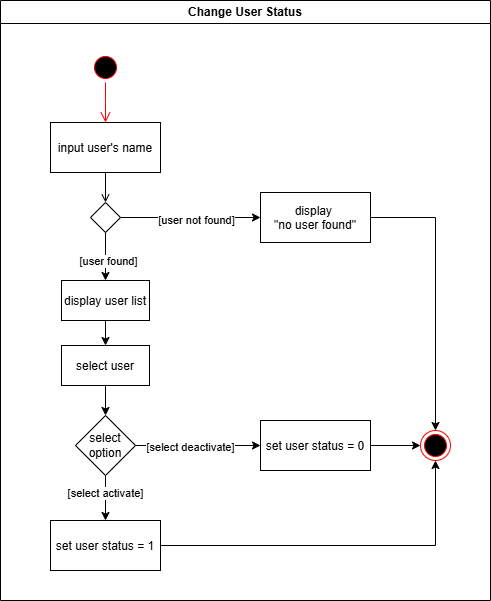 Change User Status
input user's name
[user not found]
display
"no user found"
[user found]
display user list
select user
select
option
[select deactivate]
set user status = 0
[select activate]
set user status = 1